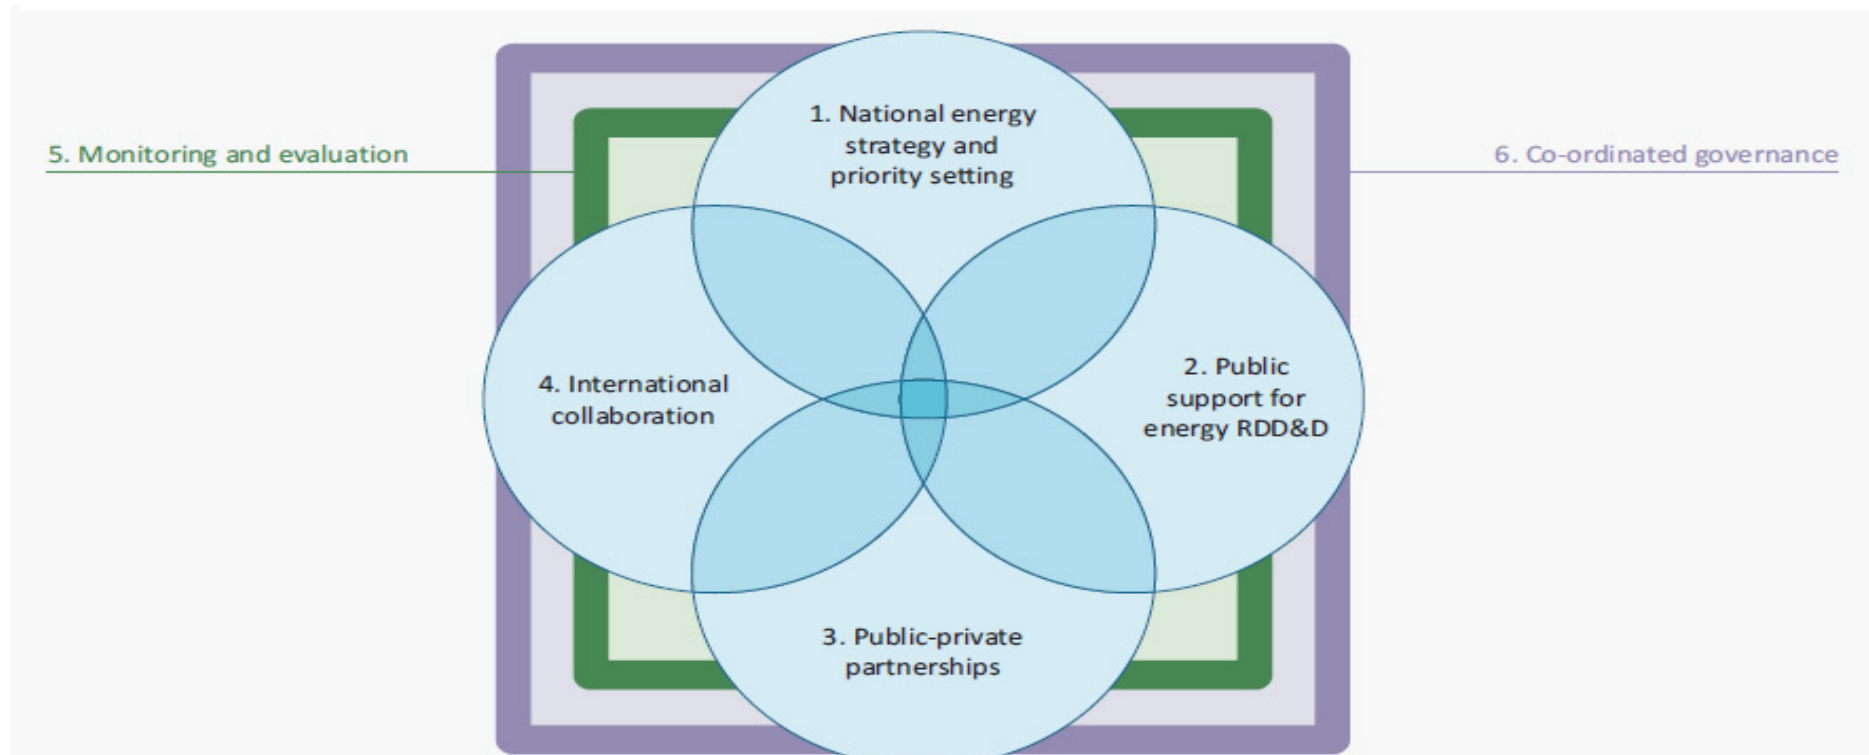 1. National energy
strategy and
priority setting
5. Monitoring and evaluation
6. Co-ordinated governance
4. International
collaboration
2. Public
support for
energy RDD&D
3. Public-private
partnerships